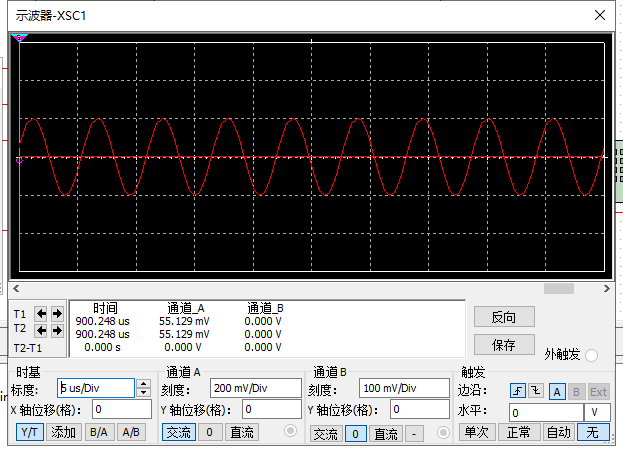 示波器-XSC1
时间 通道_A 通道_B
T1 900.248 us 55.129 mV 0.000 V
T2 900.248 us 55.129 mV 0.000 V
T2-T1 0.000 s 0.000 V 0.000 V
反向
保存
外触发
时基 通道 A 通道 B 触发
标度: 5 us/Div 刻度: 200 mV/Div 刻度: 100 mV/Div 边沿: A B Ext
X 轴位移(格): 0 Y 轴位移(格): 0 Y 轴位移(格): 0 水平: 0 V
Y/T 添加 B/A A/B 交流 0 直流 交流 0 直流 - 单次 正常 自动 无